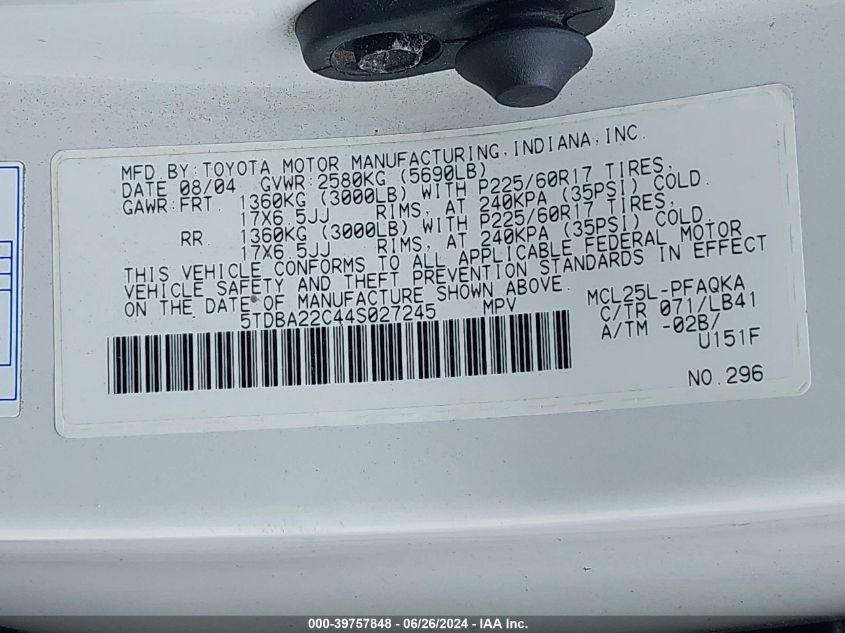 MFD.BY:TOYOTA MOTOR MANUFACTURING,INDIANA,INC.
DATE 08/04 GVWR:2580KG (5690LB)
GAWR:FRT. 1360KG (3000LB) WITH P225/60R17 TIRES,
17X6.5JJ RIMS, AT 240KPA (35PSI) COLD.
RR. 1360KG (3000LB) WITH P225/60R17 TIRES,
17X6.5JJ RIMS, AT 240KPA (35PSI) COLD.
THIS VEHICLE CONFORMS TO ALL APPLICABLE FEDERAL MOTOR
VEHICLE SAFETY AND THEFT PREVENTION STANDARDS IN EFFECT
ON THE DATE OF MANUFACTURE SHOWN ABOVE.
5TDBA22C44S027245 MPV
MCL25L-PFAQKA
C/TR 071/LB41
A/TM -02B/
U151F
NO.296
000-39757848 - 06/26/2024 - IAA Inc.